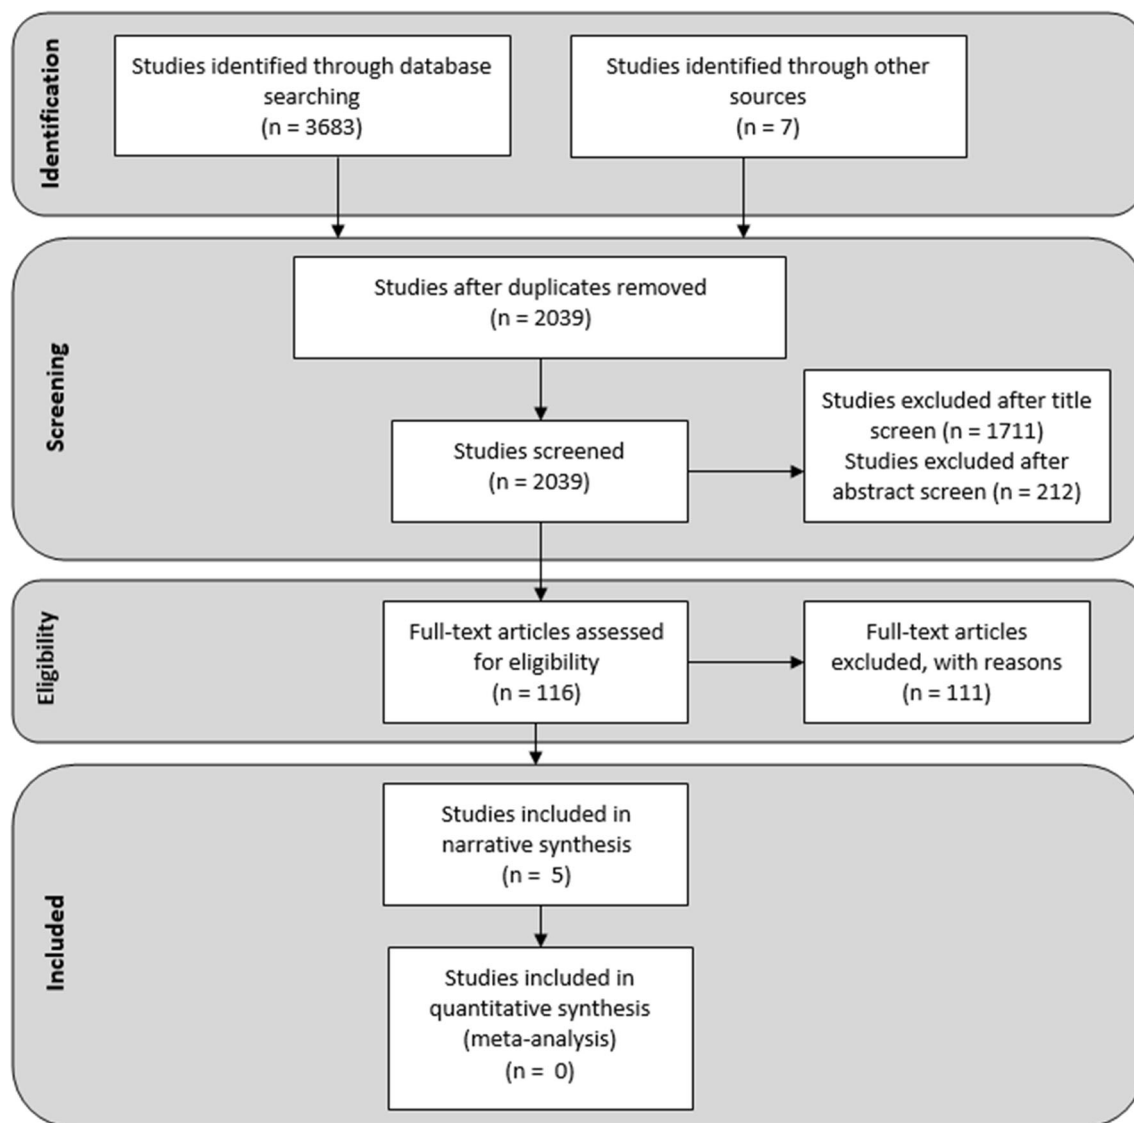 Identification
Studies identified through database
searching
(n = 3683)
Studies identified through other
sources
(n = 7)
Screening
Studies after duplicates removed
(n = 2039)
Studies screened
(n = 2039)
Studies excluded after title
screen (n = 1711)
Studies excluded after
abstract screen (n = 212)
Eligibility
Full-text articles assessed
for eligibility
(n = 116)
Full-text articles
excluded, with reasons
(n = 111)
Included
Studies included in
narrative synthesis
(n =  5)
Studies included in
quantitative synthesis
(meta-analysis)
(n =  0)